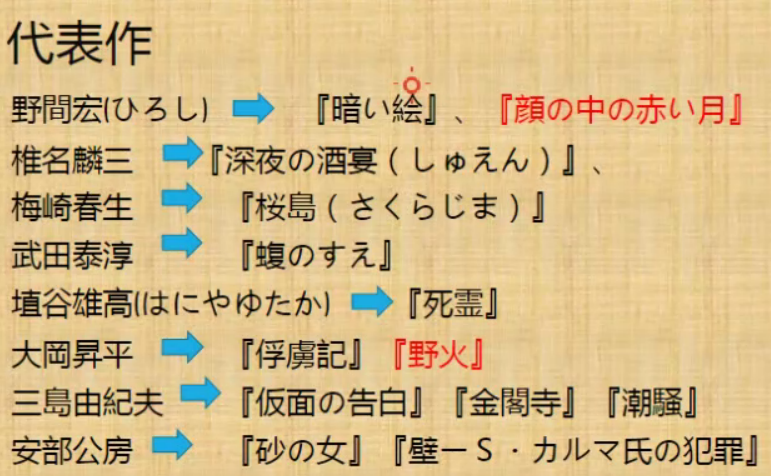 代表作
野間宏(ひろし) 『暗い絵』、『顔の中の赤い月』
椎名麟三 『深夜の酒宴(しゅえん)』、
梅崎春生 『桜島(さくらじま)』
武田泰淳 『蝮のすえ』
埴谷雄高(はにやゆたか) 『死霊』
大岡昇平 『俘虜記』『野火』
三島由紀夫 『仮面の告白』『金閣寺』『潮騒』
安部公房 『砂の女』『壁ーS・カルマ氏の犯罪』